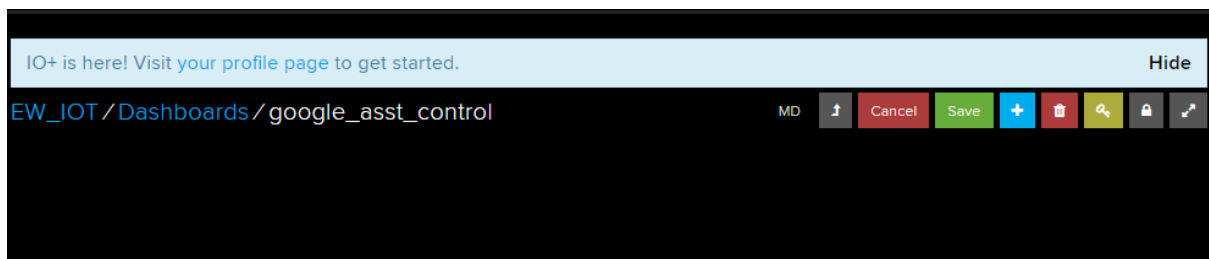 IO+ is here! Visit your profile page to get started. Hide
EW_IOT / Dashboards / google_asst_control MD Cancel Save